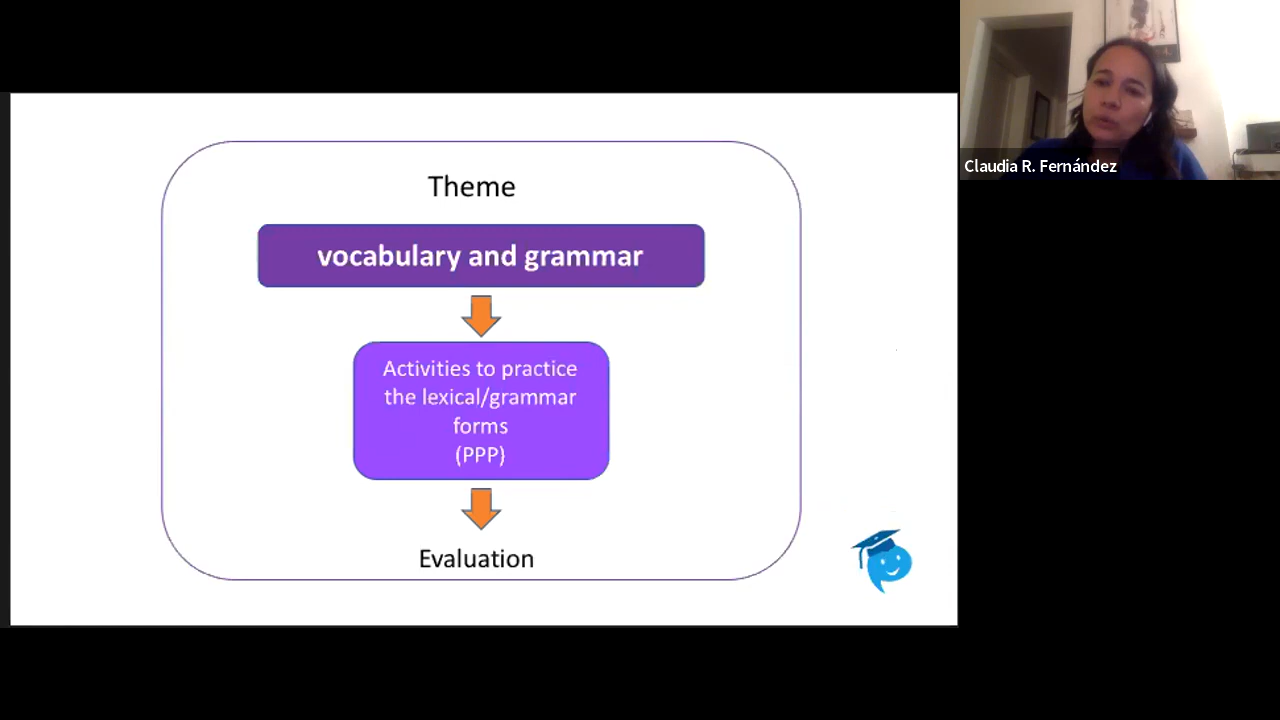 Theme
vocabulary and grammar
Activities to practice
the lexical/grammar
forms
(PPP)
Evaluation
Claudia R. Fernández